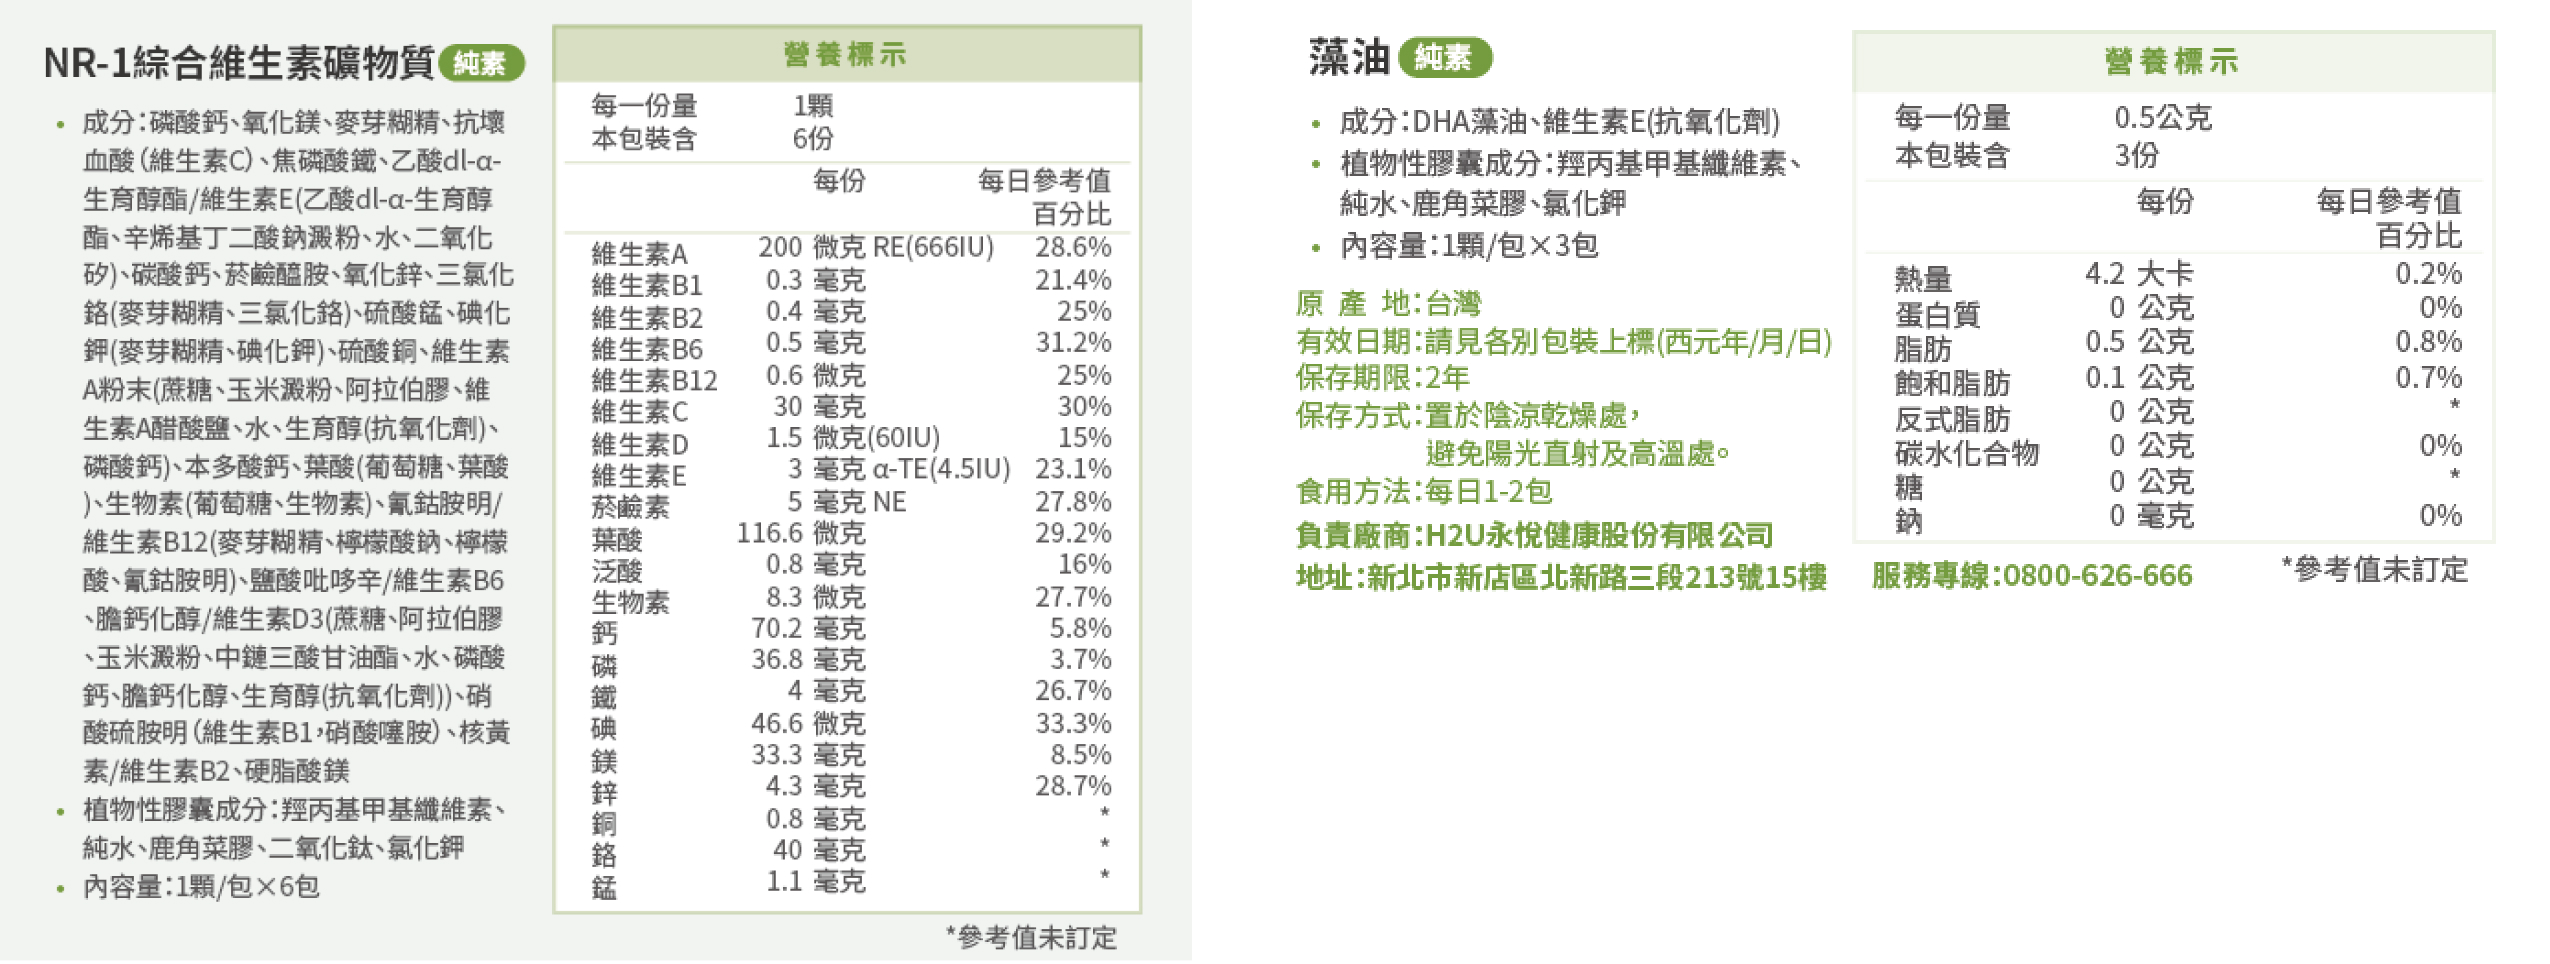 NR-1綜合維生素礦物質 純素
• 成分：磷酸鈣、氧化鎂、麥芽糊精、抗壞
血酸（維生素C）、焦磷酸鐵、乙酸dl-α-
生育醇酯/維生素E(乙酸dl-α-生育醇
酯、辛烯基丁二酸鈉澱粉、水、二氧化
矽)、碳酸鈣、菸鹼醯胺、氧化鋅、三氯化
鉻(麥芽糊精、三氯化鉻)、硫酸錳、碘化
鉀(麥芽糊精、碘化鉀)、硫酸銅、維生素
A粉末(蔗糖、玉米澱粉、阿拉伯膠、維
生素A醋酸鹽、水、生育醇(抗氧化劑)、
磷酸鈣)、本多酸鈣、葉酸(葡萄糖、葉酸
)、生物素(葡萄糖、生物素)、氰鈷胺明/
維生素B12(麥芽糊精、檸檬酸鈉、檸檬
酸、氰鈷胺明)、鹽酸吡哆辛/維生素B6
、膽鈣化醇/維生素D3(蔗糖、阿拉伯膠
、玉米澱粉、中鏈三酸甘油酯、水、磷酸
鈣、膽鈣化醇、生育醇(抗氧化劑))、硝
酸硫胺明（維生素B1，硝酸噻胺）、核黃
素/維生素B2、硬脂酸鎂
• 植物性膠囊成分：羥丙基甲基纖維素、
純水、鹿角菜膠、二氧化鈦、氯化鉀
• 內容量：1顆/包×6包
營養標示
每一份量 1顆
本包裝含 6份
每份 每日參考值
百分比
維生素A 200 微克 RE(666IU) 28.6%
維生素B1 0.3 毫克 21.4%
維生素B2 0.4 毫克 25%
維生素B6 0.5 毫克 31.2%
維生素B12 0.6 微克 25%
維生素C 30 毫克 30%
維生素D 1.5 微克(60IU) 15%
維生素E 3 毫克 α-TE(4.5IU) 23.1%
菸鹼素 5 毫克 NE 27.8%
葉酸 116.6 微克 29.2%
泛酸 0.8 毫克 16%
生物素 8.3 微克 27.7%
鈣 70.2 毫克 5.8%
磷 36.8 毫克 3.7%
鐵 4 毫克 26.7%
碘 46.6 微克 33.3%
鎂 33.3 毫克 8.5%
鋅 4.3 毫克 28.7%
銅 0.8 毫克 *
鉻 40 毫克 *
錳 1.1 毫克 *
*參考值未訂定
藻油 純素
• 成分：DHA藻油、維生素E(抗氧化劑)
• 植物性膠囊成分：羥丙基甲基纖維素、
純水、鹿角菜膠、氯化鉀
• 內容量：1顆/包×3包
原 產 地：台灣
有效日期：請見各別包裝上標(西元年/月/日)
保存期限：2年
保存方式：置於陰涼乾燥處，
避免陽光直射及高溫處。
食用方法：每日1-2包
負責廠商：H2U永悅健康股份有限公司
地址：新北市新店區北新路三段213號15樓
營養標示
每一份量 0.5公克
本包裝含 3份
每份 每日參考值
百分比
熱量 4.2 大卡 0.2%
蛋白質 0 公克 0%
脂肪 0.5 公克 0.8%
飽和脂肪 0.1 公克 0.7%
反式脂肪 0 公克 *
碳水化合物 0 公克 0%
糖 0 公克 *
鈉 0 毫克 0%
服務專線：0800-626-666
*參考值未訂定